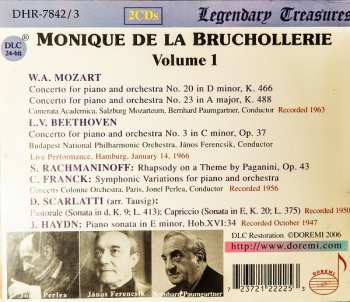 DHR-7842/3
2CDs
Legendary Treasures
DLC
24-bit
MONIQUE DE LA BRUCHOLLERIE
Volume 1
W.A. MOZART
Concerto for piano and orchestra No. 20 in D minor, K. 466
Concerto for piano and orchestra No. 23 in A major, K. 488
Camerata Academica, Salzburg Mozarteum, Bernhard Paumgartner, Conductor Recorded 1963
L.V. BEETHOVEN
Concerto for piano and orchestra No. 3 in C minor, Op. 37
Budapest National Philharmonic Orchestra, János Ferencsik, Conductor
Live Performance, Hamburg, January 14, 1966
S. RACHMANINOFF: Rhapsody on a Theme by Paganini, Op. 43
C. FRANCK: Symphonic Variations for piano and orchestra
Concerts Colonne Orchestra, Paris, Jonel Perlea, Conductor Recorded 1956
D. SCARLATTI (arr. Tausig):
Pastorale (Sonata in d, K. 9; L. 413); Capriccio (Sonata in E, K. 20; L. 375) Recorded 1950
J. HAYDN: Piano sonata in E minor, Hob.XVI:34 Recorded October 1947
DLC Restoration ©DOREMI 2006
http://www.doremi.com
Jonel Perlea János Ferencsik Bernhard Paumgartner
7 23721 22225 3
DOREMI